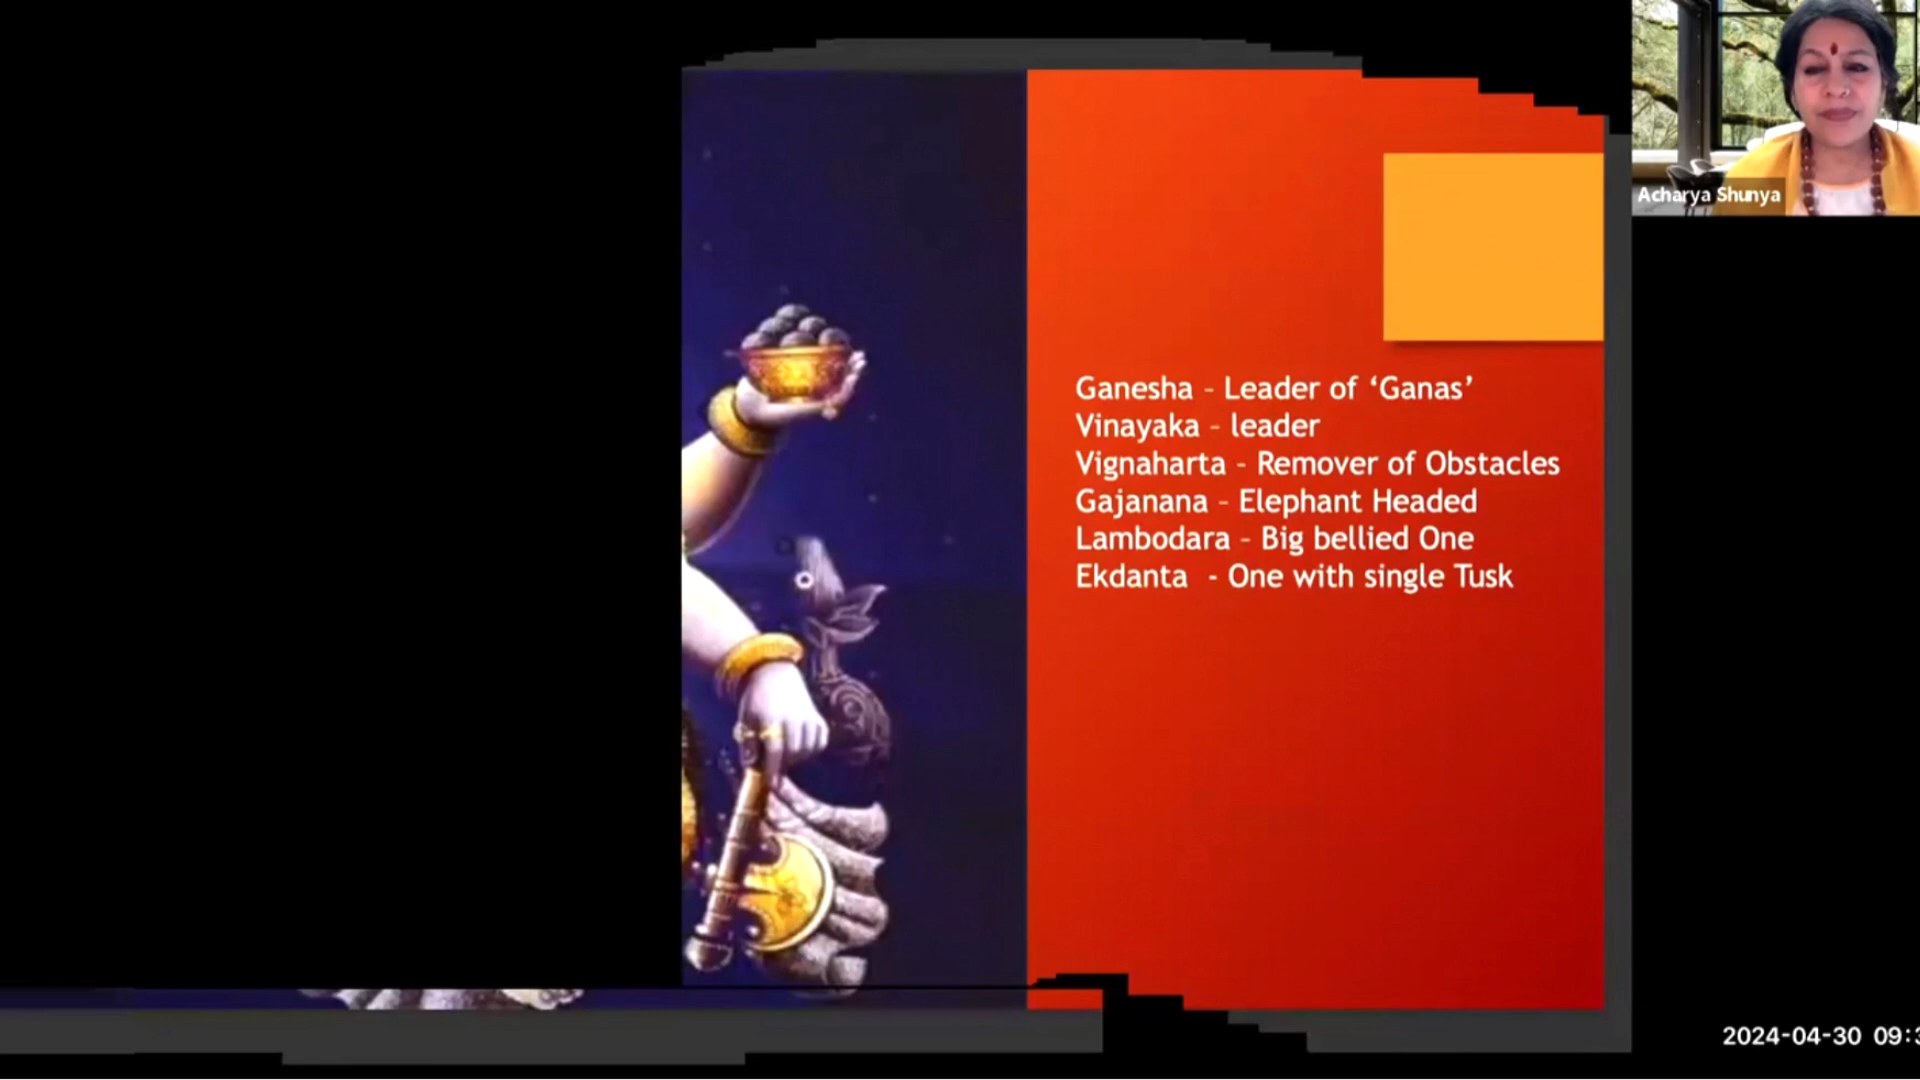 Acharya Shunya
Ganesha – Leader of ‘Ganas’
Vinayaka – leader
Vignaharta – Remover of Obstacles
Gajanana – Elephant Headed
Lambodara – Big bellied One
Ekdanta - One with single Tusk
2024-04-30 09:3